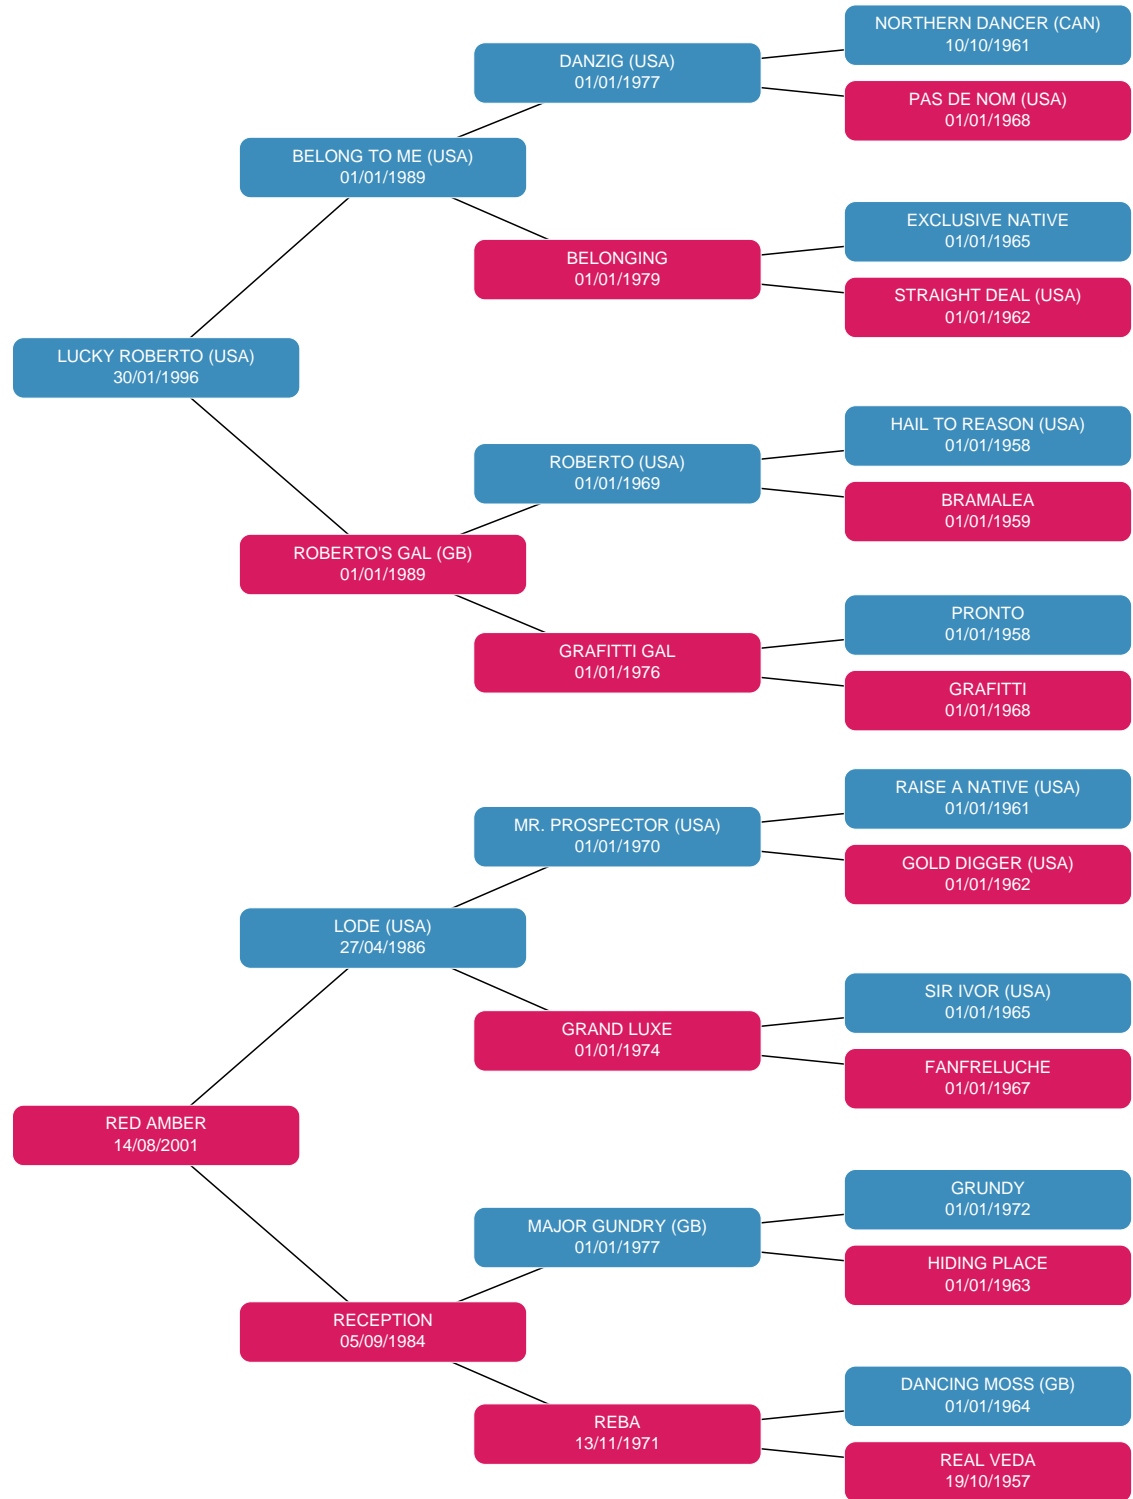 NORTHERN DANCER (CAN)
10/10/1961
DANZIG (USA)
01/01/1977
PAS DE NOM (USA)
01/01/1968
BELONG TO ME (USA)
01/01/1989
EXCLUSIVE NATIVE
01/01/1965
BELONGING
01/01/1979
STRAIGHT DEAL (USA)
01/01/1962
LUCKY ROBERTO (USA)
30/01/1996
HAIL TO REASON (USA)
01/01/1958
ROBERTO (USA)
01/01/1969
BRAMALEA
01/01/1959
ROBERTO'S GAL (GB)
01/01/1989
PRONTO
01/01/1958
GRAFITTI GAL
01/01/1976
GRAFITTI
01/01/1968
RAISE A NATIVE (USA)
01/01/1961
MR. PROSPECTOR (USA)
01/01/1970
GOLD DIGGER (USA)
01/01/1962
LODE (USA)
27/04/1986
SIR IVOR (USA)
01/01/1965
GRAND LUXE
01/01/1974
FANFRELUCHE
01/01/1967
RED AMBER
14/08/2001
GRUNDY
01/01/1972
MAJOR GUNDRY (GB)
01/01/1977
HIDING PLACE
01/01/1963
RECEPTION
05/09/1984
DANCING MOSS (GB)
01/01/1964
REBA
13/11/1971
REAL VEDA
19/10/1957